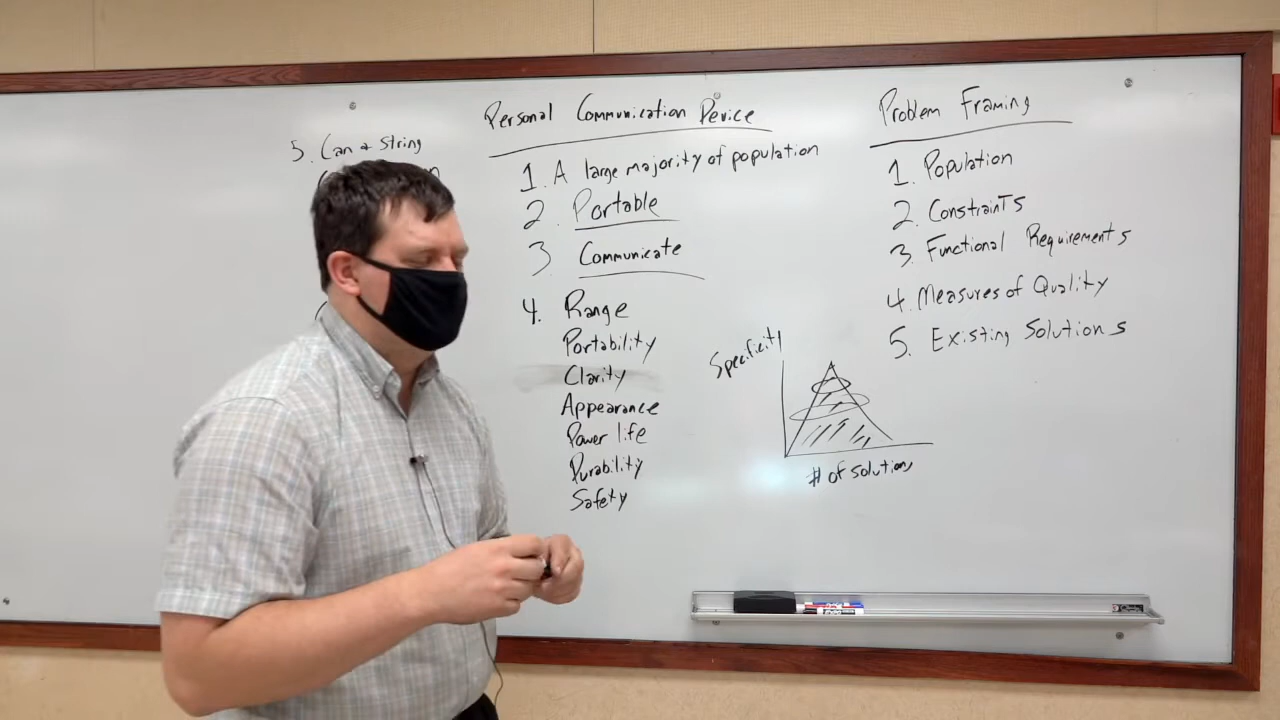 5. Can & String
Personal Communication Device
1. A large majority of population
2. Portable
3 Communicate
4. Range
Portability
Clarity
Appearance
Power life
Durability
Safety
Problem Framing
1. Population
2. Constraints
3. Functional Requirements
4. Measures of Quality
5. Existing Solutions
Specificity
# of solutions